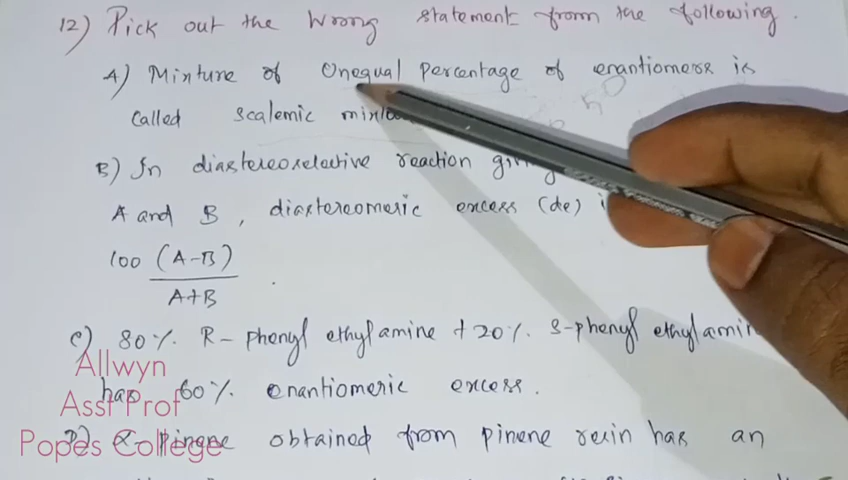 12) Pick out the wrong statement from the following.
A) Mixture of Unequal percentage of enantiomers is
called scalemic
B) In diastereoselective reaction
A and B, diastereomeric excess (de)
100 (A-B)
A+B
C) 80% R- phenyl ethylamine + 20% S-phenyl
has 60% enantiomeric excess.
D) α- pinene obtained from pinene resin has an
Allwyn
Asst Prof
Popes College